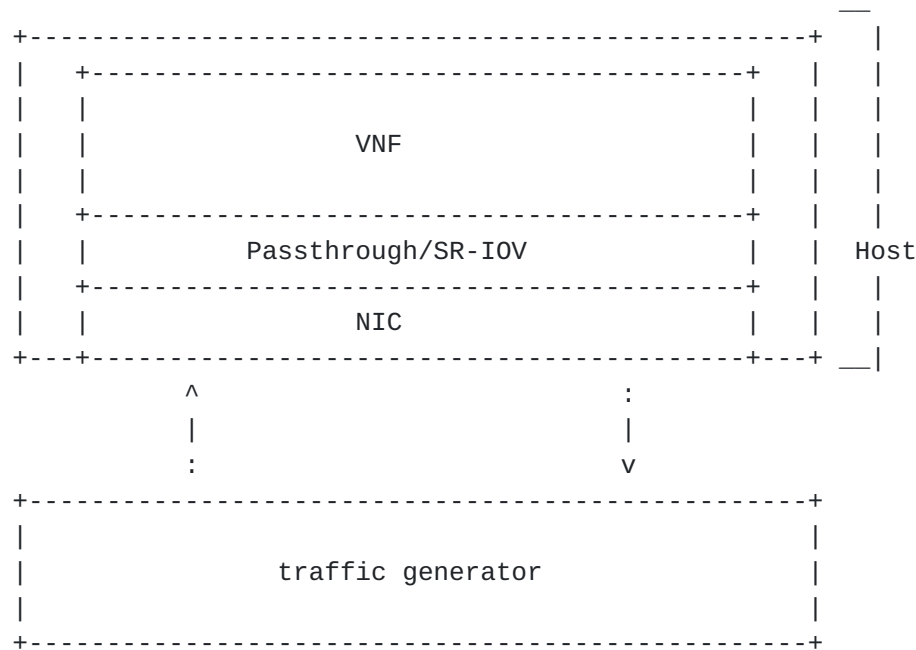 VNF
Passthrough/SR-IOV
Host
NIC
traffic generator